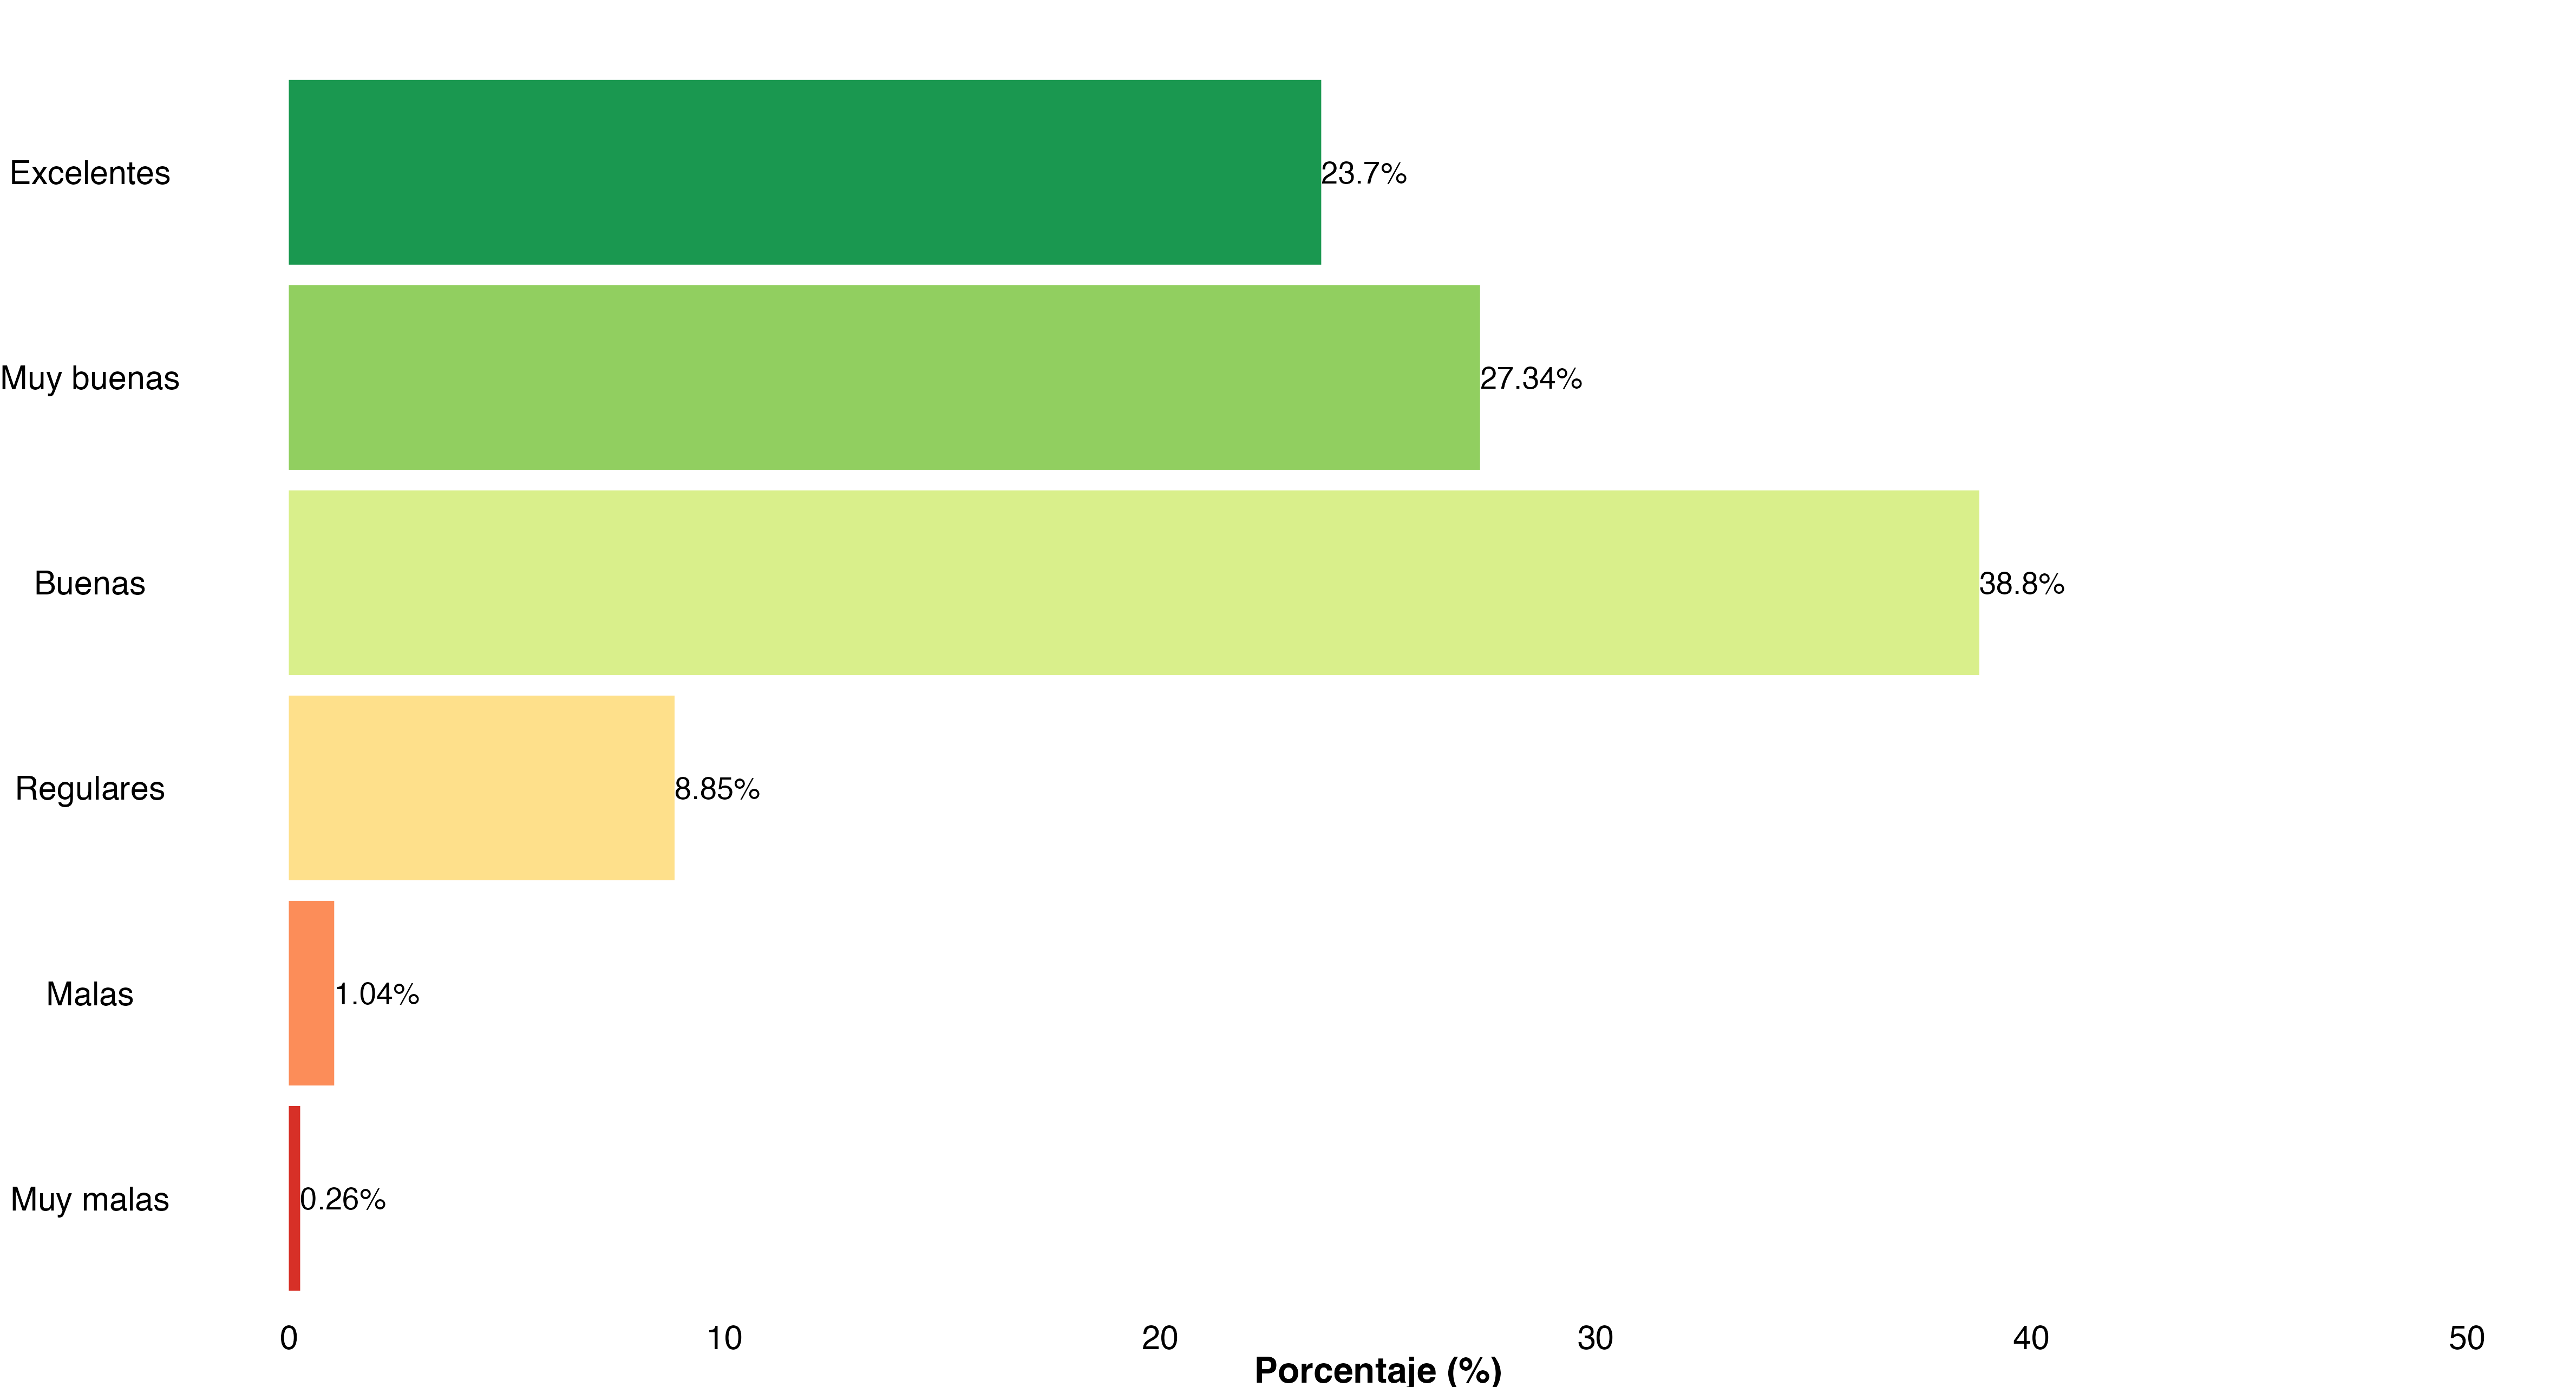 Excelentes
23.7%
Muy buenas
27.34%
Buenas
38.8%
Regulares
8.85%
Malas
1.04%
Muy malas
0.26%
0 10 20 30 40 50
Porcentaje (%)